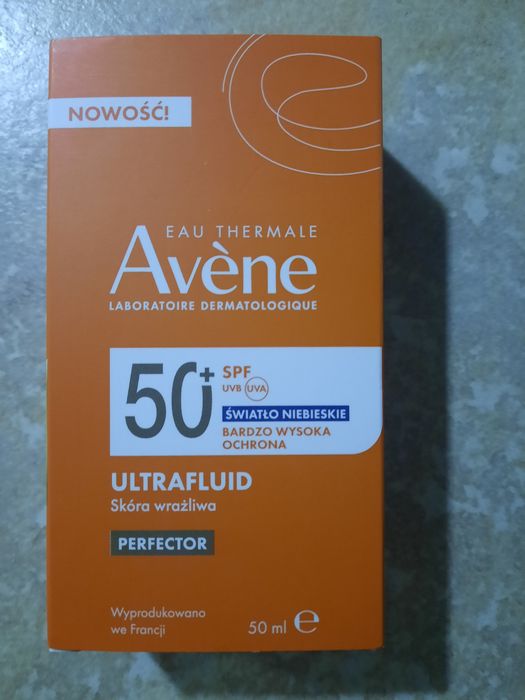 NOWOŚĆ!
EAU THERMALE
Avène
LABORATOIRE DERMATOLOGIQUE
50+
SPF
UVB UVA
ŚWIATŁO NIEBIESKIE
BARDZO WYSOKA
OCHRONA
ULTRAFLUID
Skóra wrażliwa
PERFECTOR
Wyprodukowano
we Francji
50 ml ℮